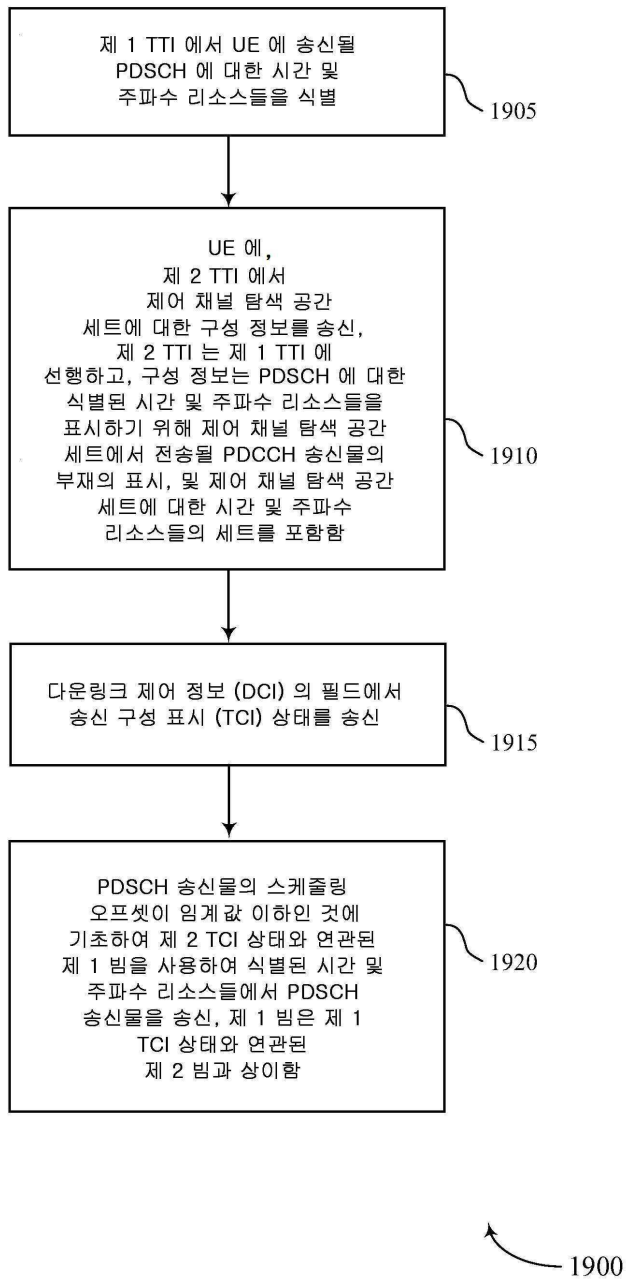 제 1 TTI 에서 UE 에 송신될
PDSCH 에 대한 시간 및
주파수 리소스들을 식별
1905
UE 에,
제 2 TTI 에서
제어 채널 탐색 공간
세트에 대한 구성 정보를 송신,
제 2 TTI 는 제 1 TTI 에
선행하고, 구성 정보는 PDSCH 에 대한
식별된 시간 및 주파수 리소스들을
표시하기 위해 제어 채널 탐색 공간
세트에서 전송될 PDCCH 송신물의
부재의 표시, 및 제어 채널 탐색 공간
세트에 대한 시간 및 주파수
리소스들의 세트를 포함함
1910
다운링크 제어 정보 (DCI) 의 필드에서
송신 구성 표시 (TCI) 상태를 송신
1915
PDSCH 송신물의 스케줄링
오프셋이 임계값 이하인 것에
기초하여 제 2 TCI 상태와 연관된
제 1 빔을 사용하여 식별된 시간 및
주파수 리소스들에서 PDSCH
송신물을 송신, 제 1 빔은 제 1
TCI 상태와 연관된
제 2 빔과 상이함
1920
1900